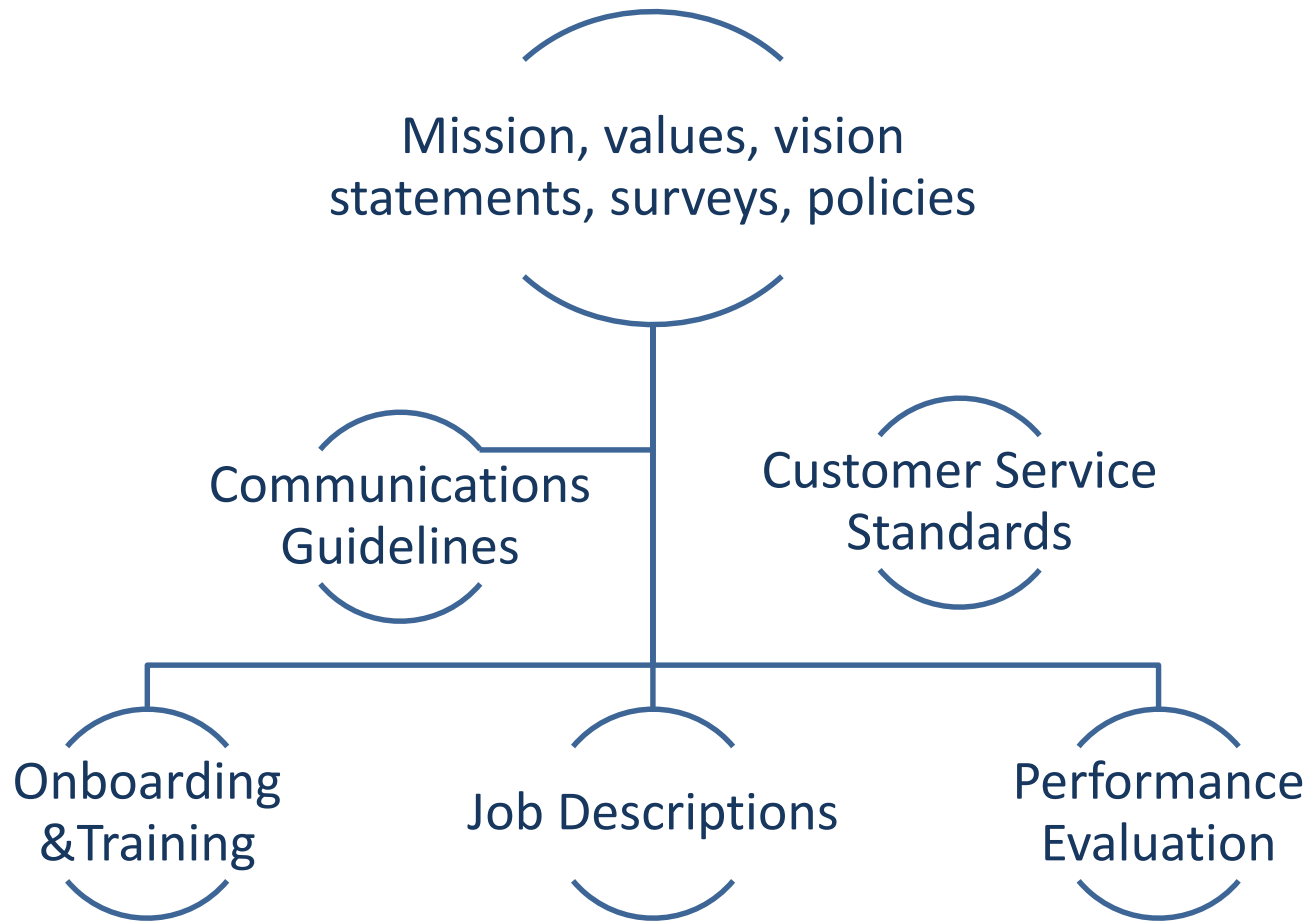 Mission, values, vision
statements, surveys, policies
Communications
Guidelines
Customer Service
Standards
Onboarding
&Training
Job Descriptions
Performance
Evaluation